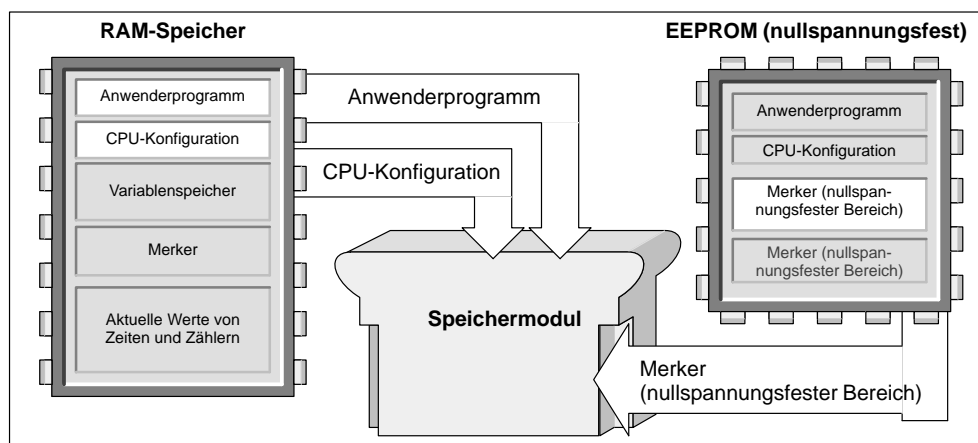 RAM-Speicher
Anwenderprogramm
CPU-Konfiguration
Variablenspeicher
Merker
Aktuelle Werte von
Zeiten und Zählern
Anwenderprogramm
CPU-Konfiguration
Speichermodul
EEPROM (nullspannungsfest)
Anwenderprogramm
CPU-Konfiguration
Merker (nullspan-
nungsfester Bereich)
Merker (nullspan-
nungsfester Bereich)
Merker
(nullspannungsfester Bereich)